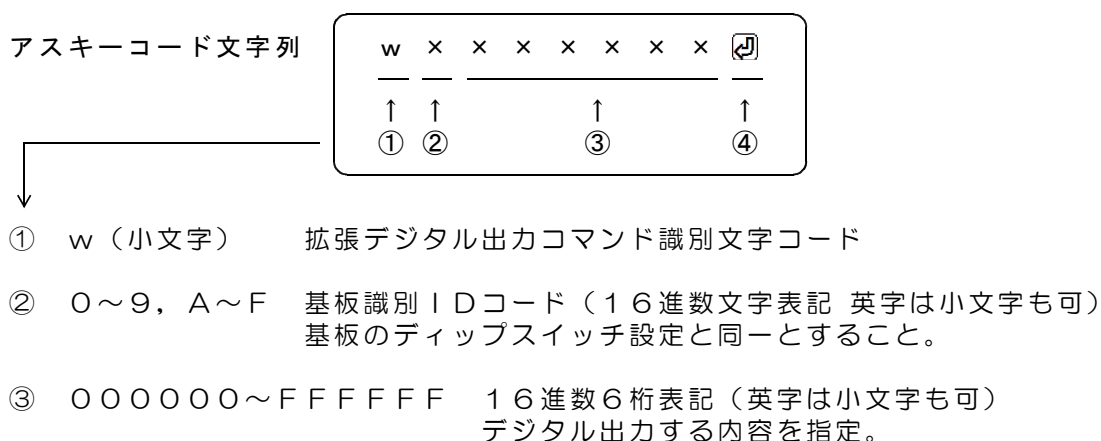 アスキーコード文字列
w × × × × × × × ⏎
↑ ↑ ↑ ↑
① ② ③ ④
① w（小文字） 拡張デジタル出力コマンド識別文字コード
② 0～9，A～F 基板識別IDコード（16進数文字表記 英字は小文字も可）
基板のディップスイッチ設定と同一とすること。
③ 000000～FFFFFF 16進数6桁表記（英字は小文字も可）
デジタル出力する内容を指定。